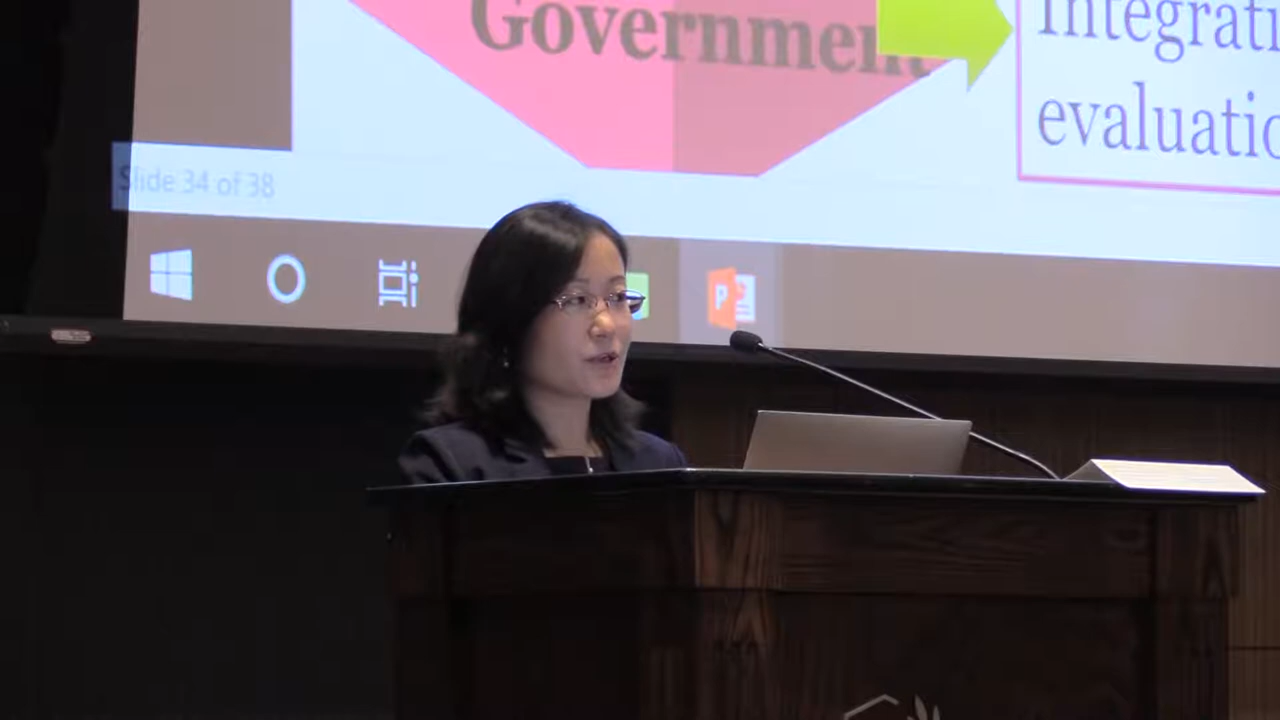 Government
Integrati
evaluatio
Slide 34 of 38
P